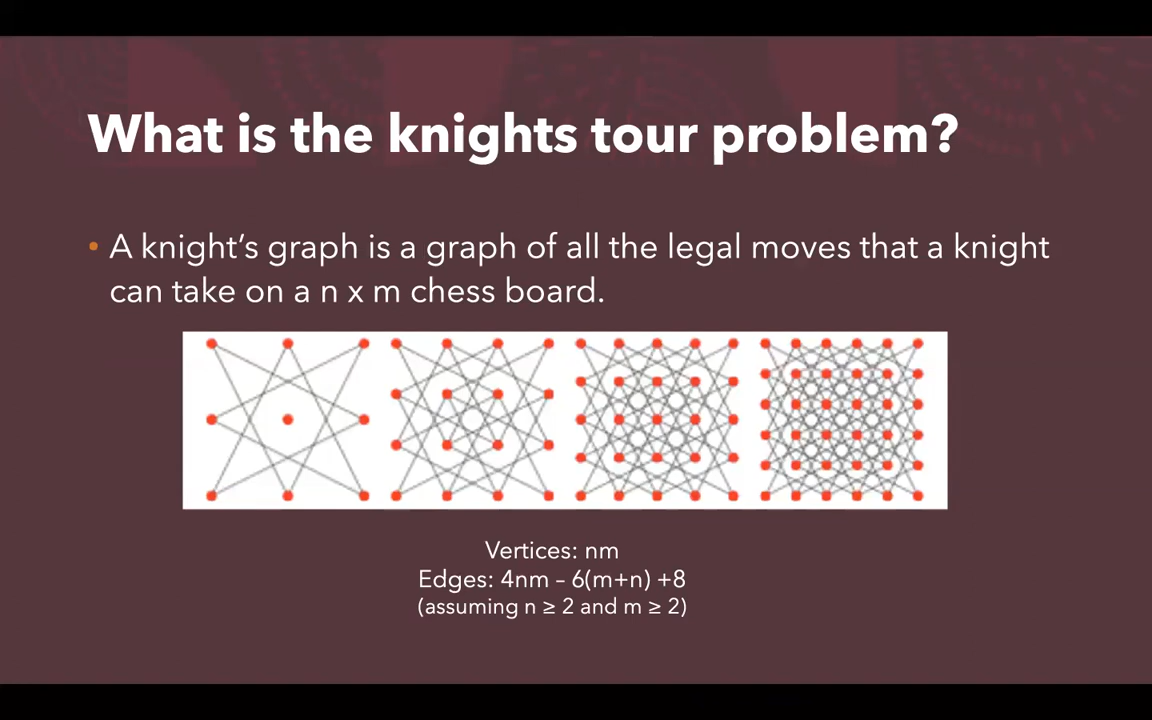 What is the knights tour problem?
• A knight’s graph is a graph of all the legal moves that a knight
can take on a n x m chess board.
Vertices: nm
Edges: 4nm – 6(m+n) +8
(assuming n ≥ 2 and m ≥ 2)